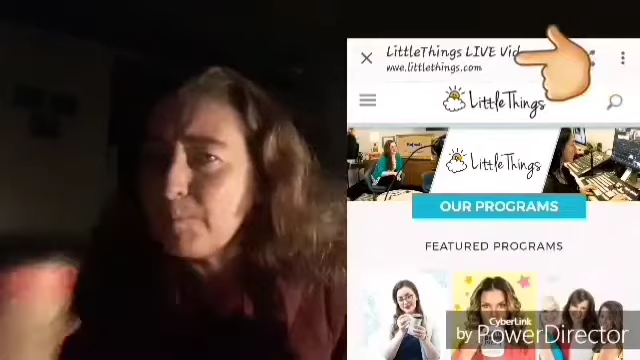 LittleThings LIVE Vid
www.littlethings.com
LittleThings
LittleThings
OUR PROGRAMS
FEATURED PROGRAMS
CyberLink
by PowerDirector